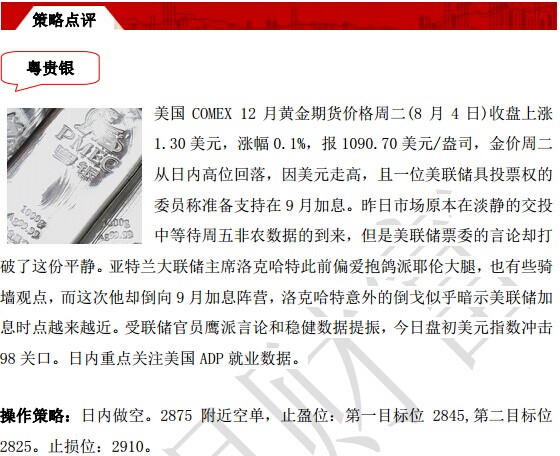 策略点评
粤贵银
PMEC
粤银
1000g
Ag99.99
美国 COMEX 12 月黄金期货价格周二(8 月 4 日)收盘上涨
1.30 美元，涨幅 0.1%，报 1090.70 美元/盎司，金价周二
从日内高位回落，因美元走高，且一位美联储具投票权的
委员称准备支持在 9 月加息。昨日市场原本在淡静的交投
中等待周五非农数据的到来，但是美联储票委的言论却打
破了这份平静。亚特兰大联储主席洛克哈特此前偏爱抱鸽派耶伦大腿，也有些骑
墙观点，而这次他却倒向 9 月加息阵营，洛克哈特意外的倒戈似乎暗示美联储加
息时点越来越近。受联储官员鹰派言论和稳健数据提振，今日盘初美元指数冲击
98 关口。日内重点关注美国 ADP 就业数据。
操作策略：日内做空。2875 附近空单，止盈位：第一目标位 2845,第二目标位
2825。止损位：2910。